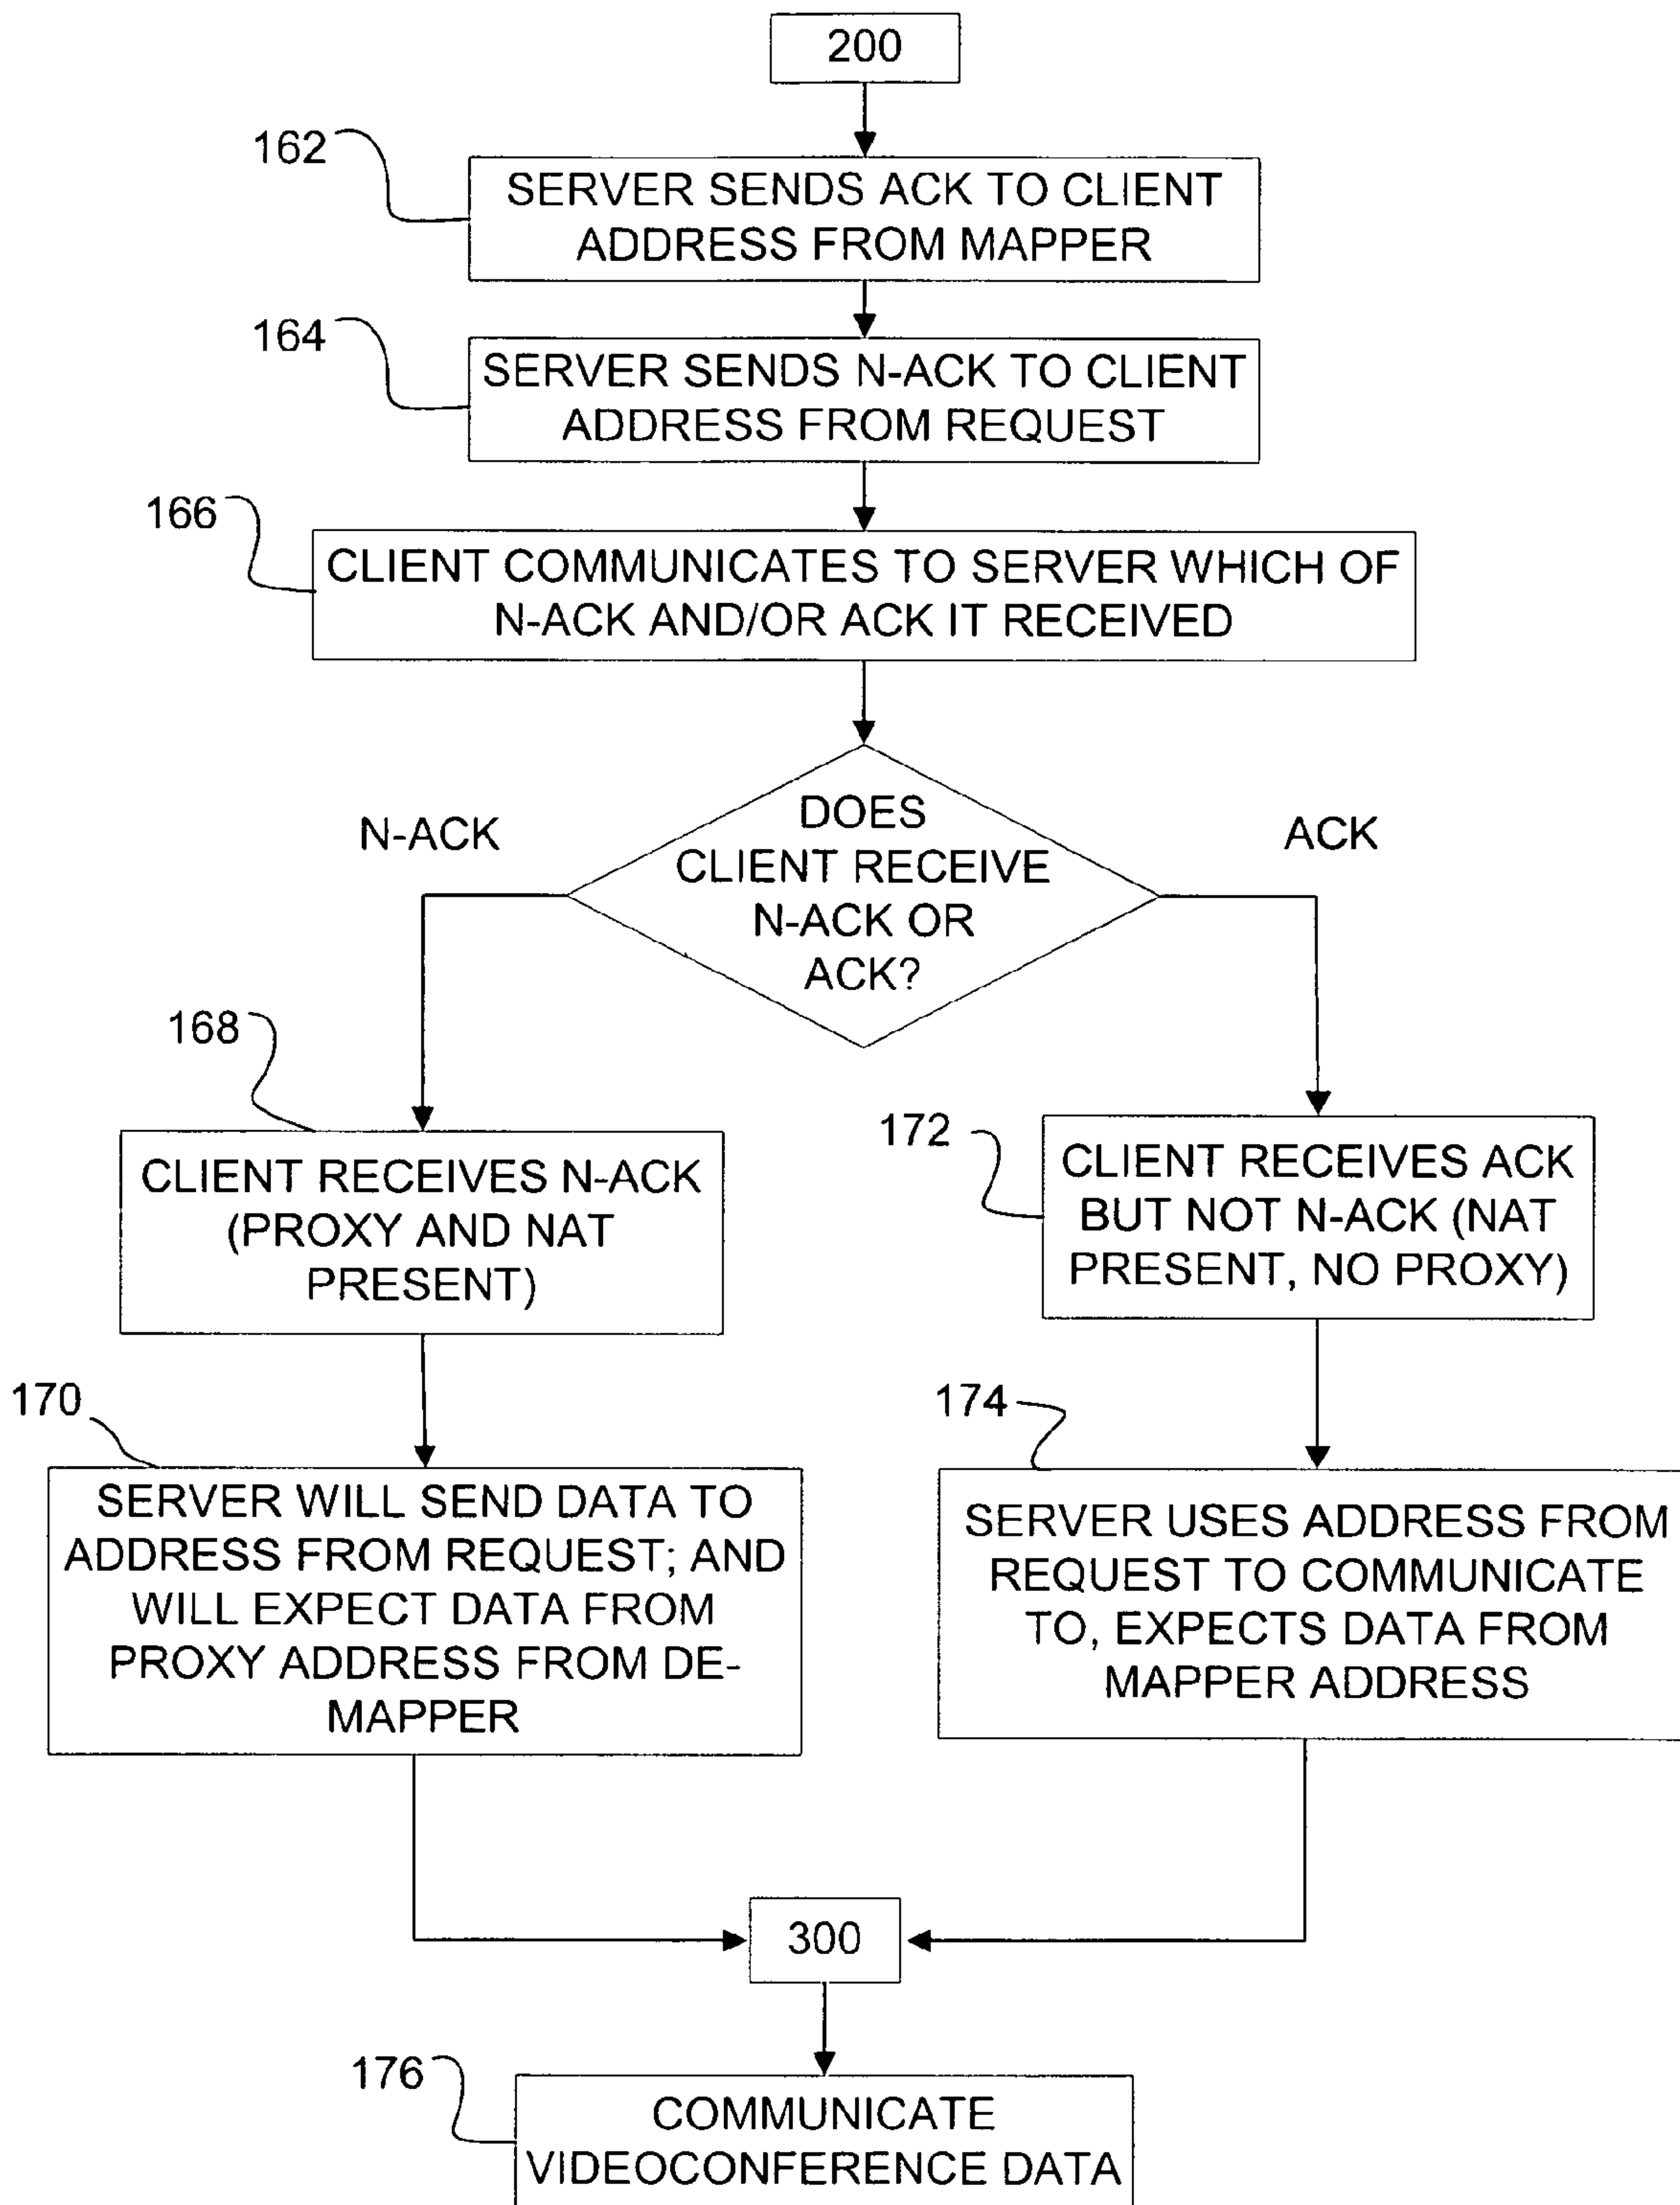 200
162
SERVER SENDS ACK TO CLIENT
ADDRESS FROM MAPPER
164
SERVER SENDS N-ACK TO CLIENT
ADDRESS FROM REQUEST
166
CLIENT COMMUNICATES TO SERVER WHICH OF
N-ACK AND/OR ACK IT RECEIVED
N-ACK
DOES
CLIENT RECEIVE
N-ACK OR
ACK?
ACK
168
CLIENT RECEIVES N-ACK
(PROXY AND NAT
PRESENT)
172
CLIENT RECEIVES ACK
BUT NOT N-ACK (NAT
PRESENT, NO PROXY)
170
SERVER WILL SEND DATA TO
ADDRESS FROM REQUEST; AND
WILL EXPECT DATA FROM
PROXY ADDRESS FROM DE-
MAPPER
174
SERVER USES ADDRESS FROM
REQUEST TO COMMUNICATE
TO, EXPECTS DATA FROM
MAPPER ADDRESS
300
176
COMMUNICATE
VIDEOCONFERENCE DATA